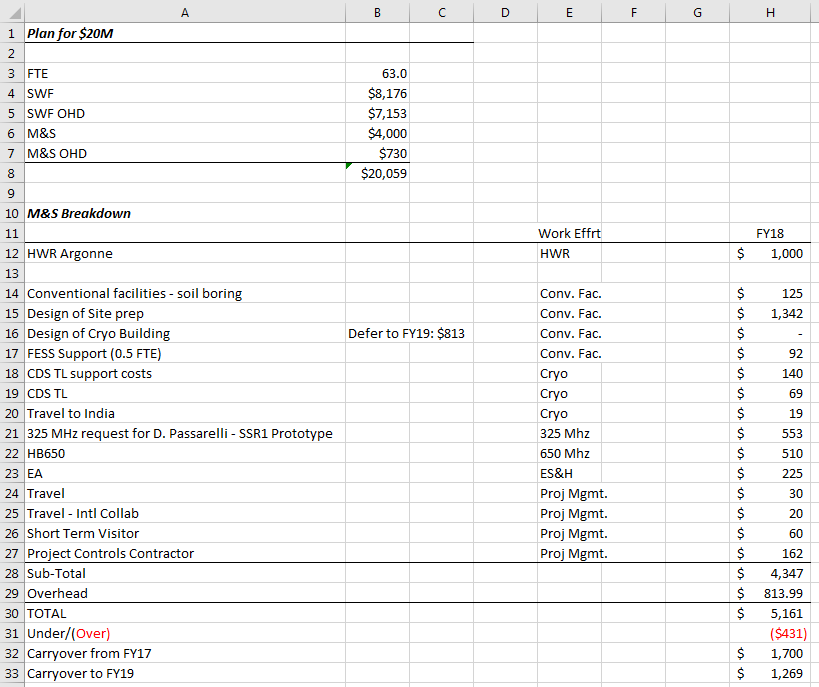 A B C D E F G H
1 Plan for $20M
2
3 FTE 63.0
4 SWF $8,176
5 SWF OHD $7,153
6 M&S $4,000
7 M&S OHD $730
8 $20,059
9
10 M&S Breakdown
11 Work Effrt FY18
12 HWR Argonne HWR $ 1,000
13
14 Conventional facilities - soil boring Conv. Fac. $ 125
15 Design of Site prep Conv. Fac. $ 1,342
16 Design of Cryo Building Defer to FY19: $813 Conv. Fac. $ -
17 FESS Support (0.5 FTE) Conv. Fac. $ 92
18 CDS TL support costs Cryo $ 140
19 CDS TL Cryo $ 69
20 Travel to India Cryo $ 19
21 325 MHz request for D. Passarelli - SSR1 Prototype 325 Mhz $ 553
22 HB650 650 Mhz $ 510
23 EA ES&H $ 225
24 Travel Proj Mgmt. $ 30
25 Travel - Intl Collab Proj Mgmt. $ 20
26 Short Term Visitor Proj Mgmt. $ 60
27 Project Controls Contractor Proj Mgmt. $ 162
28 Sub-Total $ 4,347
29 Overhead $ 813.99
30 TOTAL $ 5,161
31 Under/(Over) ($431)
32 Carryover from FY17 $ 1,700
33 Carryover to FY19 $ 1,269